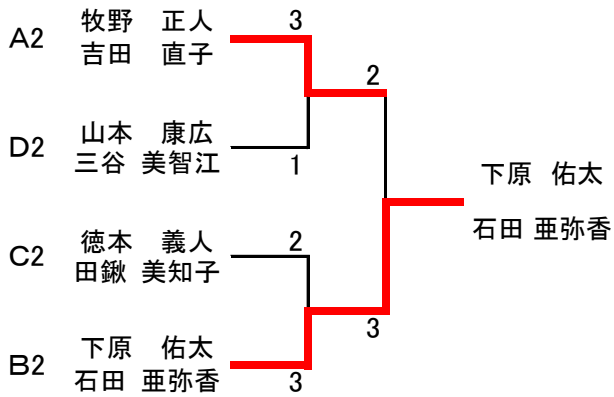 A2
牧野 正人
吉田 直子
3
2
D2
山本 康広
三谷 美智江
1
下原 佑太
石田 亜弥香
C2
徳本 義人
田鍬 美知子
2
3
B2
下原 佑太
石田 亜弥香
3